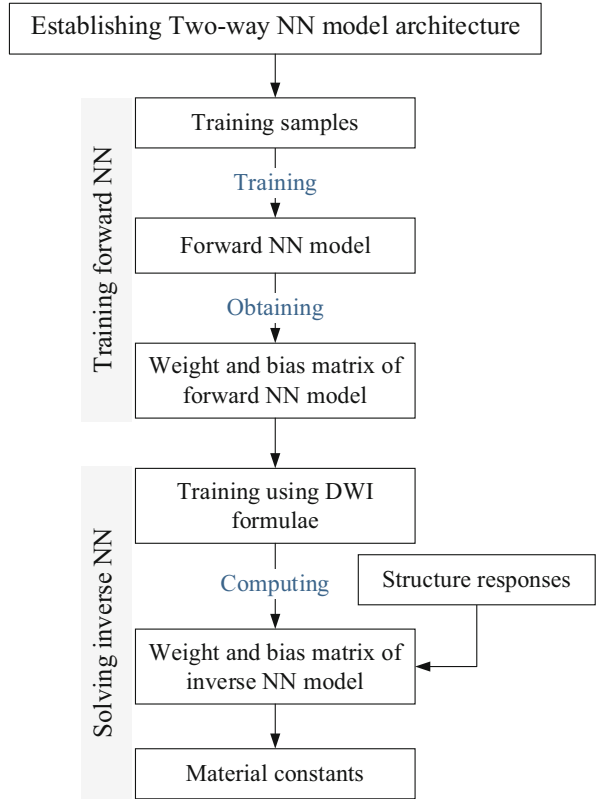 Establishing Two-way NN model architecture
Training forward NN
Training samples
Training
Forward NN model
Obtaining
Weight and bias matrix of
forward NN model
Solving inverse NN
Training using DWI
formulae
Computing
Structure responses
Weight and bias matrix of
inverse NN model
Material constants